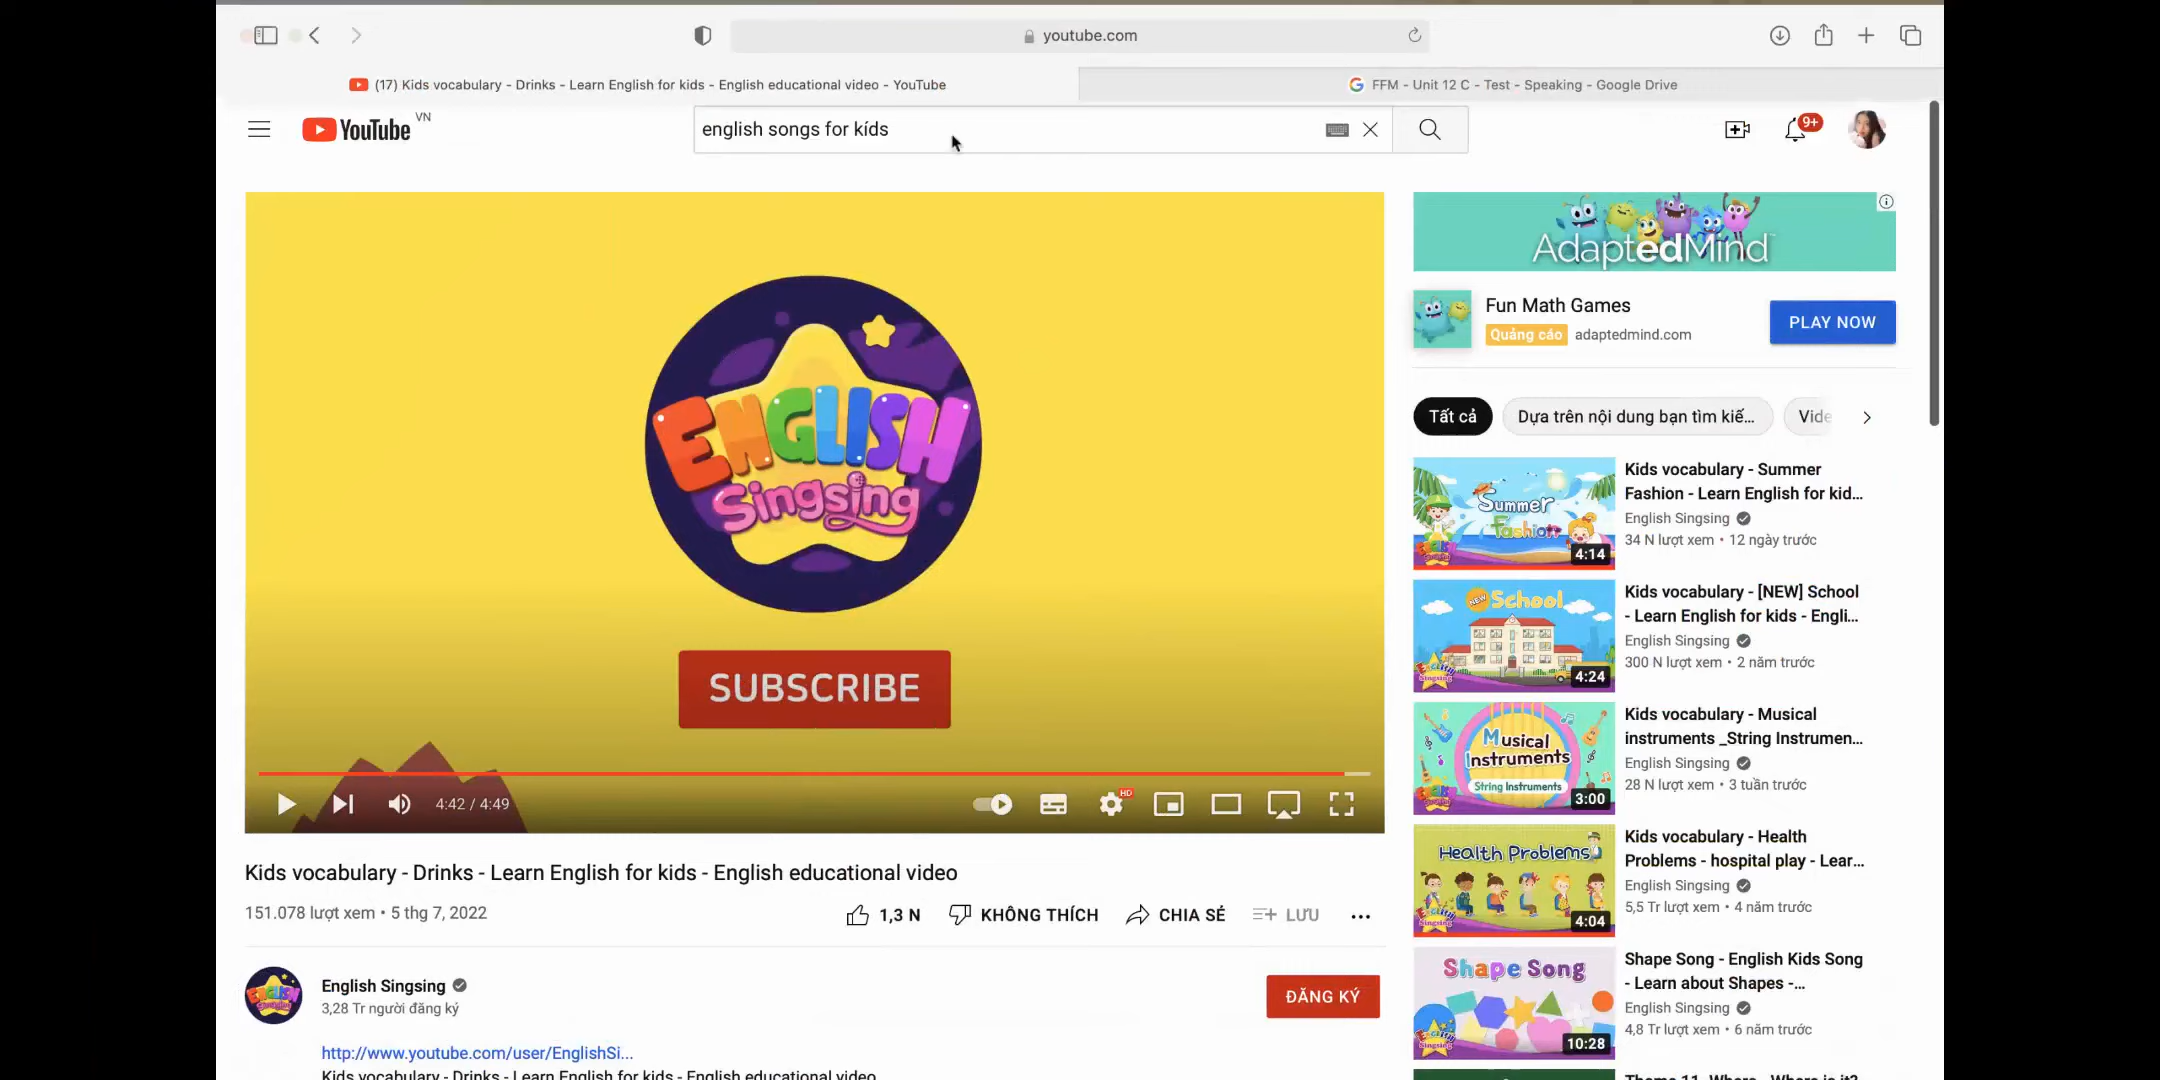 youtube.com
(17) Kids vocabulary - Drinks - Learn English for kids - English educational video - YouTube
FFM - Unit 12 C - Test - Speaking - Google Drive
YouTube VN
english songs for kids
9+
AdaptedMind
Fun Math Games
Quảng cáo adaptedmind.com
PLAY NOW
ENGLISH
Singsing
SUBSCRIBE
4:42 / 4:49
HD
Tất cả
Dựa trên nội dung bạn tìm kiế...
Vide
Summer
Fashion
4:14
Kids vocabulary - Summer
Fashion - Learn English for kid...
English Singsing
34 N lượt xem • 12 ngày trước
NEW School
4:24
Kids vocabulary - [NEW] School
- Learn English for kids - Engli...
English Singsing
300 N lượt xem • 2 năm trước
Musical
Instruments
String Instruments
3:00
Kids vocabulary - Musical
instruments _String Instrumen...
English Singsing
28 N lượt xem • 3 tuần trước
Health Problems
4:04
Kids vocabulary - Health
Problems - hospital play - Lear...
English Singsing
5,5 Tr lượt xem • 4 năm trước
Shape Song
10:28
Shape Song - English Kids Song
- Learn about Shapes -...
English Singsing
4,8 Tr lượt xem • 6 năm trước
Kids vocabulary - Drinks - Learn English for kids - English educational video
151.078 lượt xem • 5 thg 7, 2022
1,3 N
KHÔNG THÍCH
CHIA SẺ
LƯU
English Singsing
3,28 Tr người đăng ký
ĐĂNG KÝ
http://www.youtube.com/user/EnglishSi...
Kids vocabulary - Drinks - Learn English for kids - English educational video